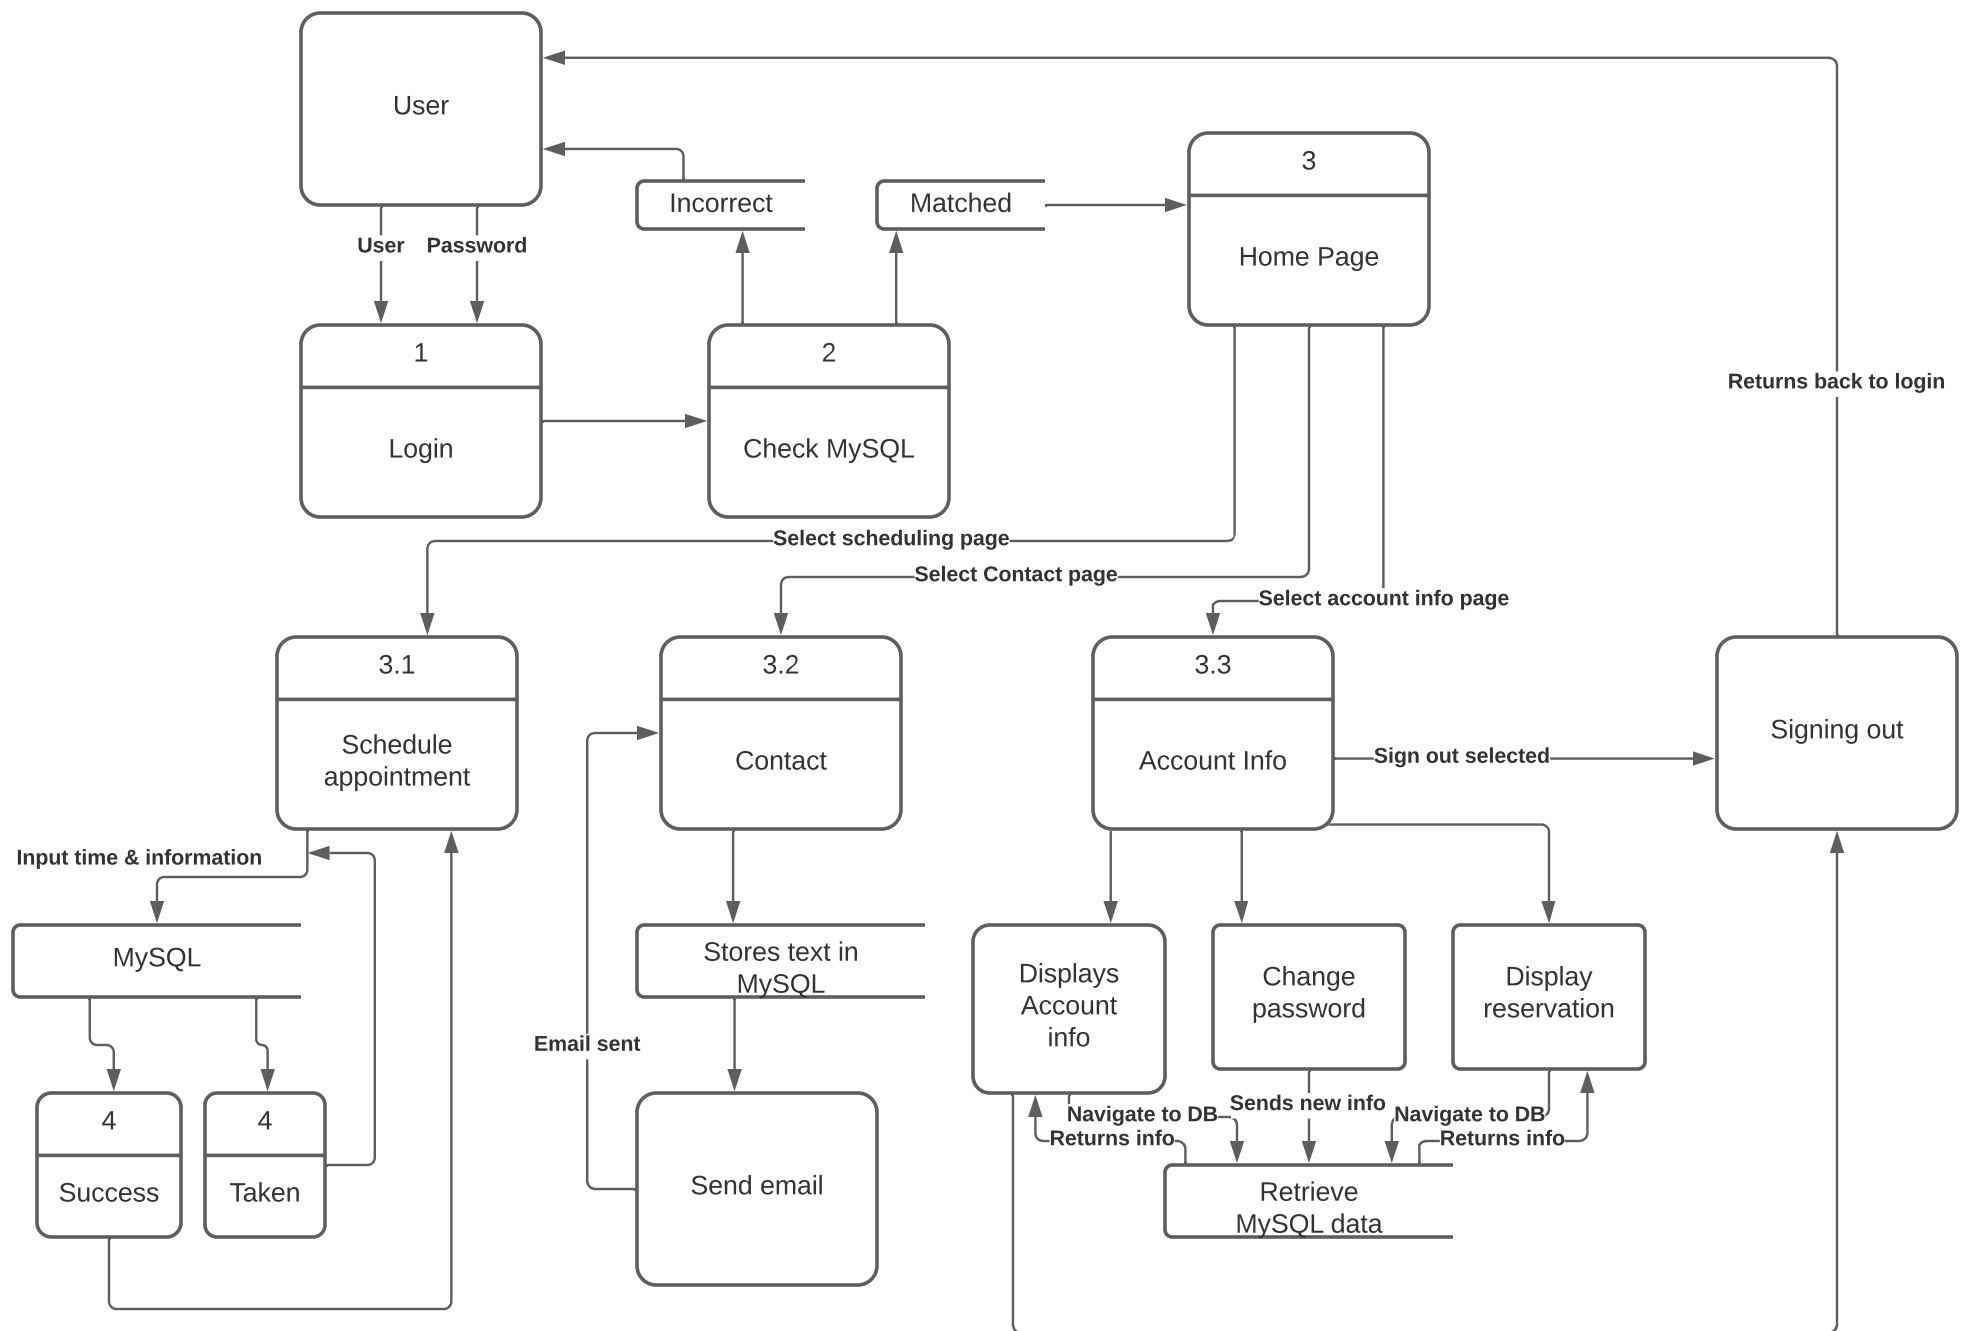 User
3
Incorrect
Matched
User
Password
Home Page
1
2
Returns back to login
Login
Check MySQL
Select scheduling page
Select Contact page
Select account info page
3.1
3.2
3.3
Schedule
appointment
Contact
Account Info
Sign out selected
Signing out
Input time & information
MySQL
Stores text in
MySQL
Displays
Account
info
Change
password
Display
reservation
Email sent
4
4
Navigate to DB
Sends new info
Navigate to DB
Returns info
Returns info
Success
Taken
Send email
Retrieve
MySQL data